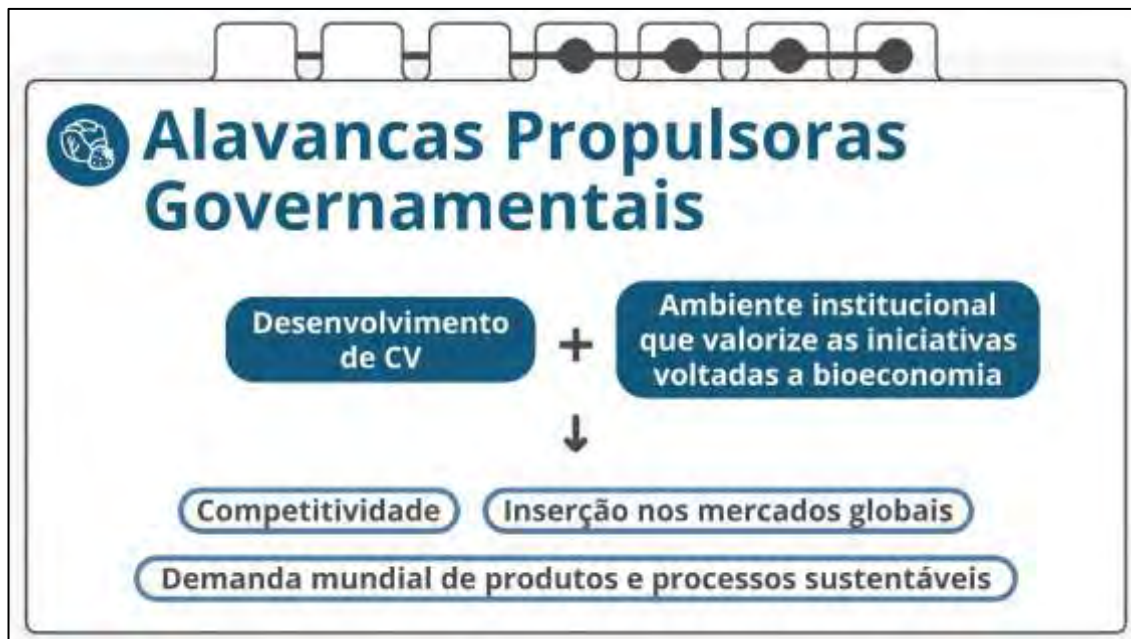 Alavancas Propulsoras
Governamentais
Desenvolvimento
de CV
+
Ambiente institucional
que valorize as iniciativas
voltadas a bioeconomia
Competitividade
Inserção nos mercados globais
Demanda mundial de produtos e processos sustentáveis